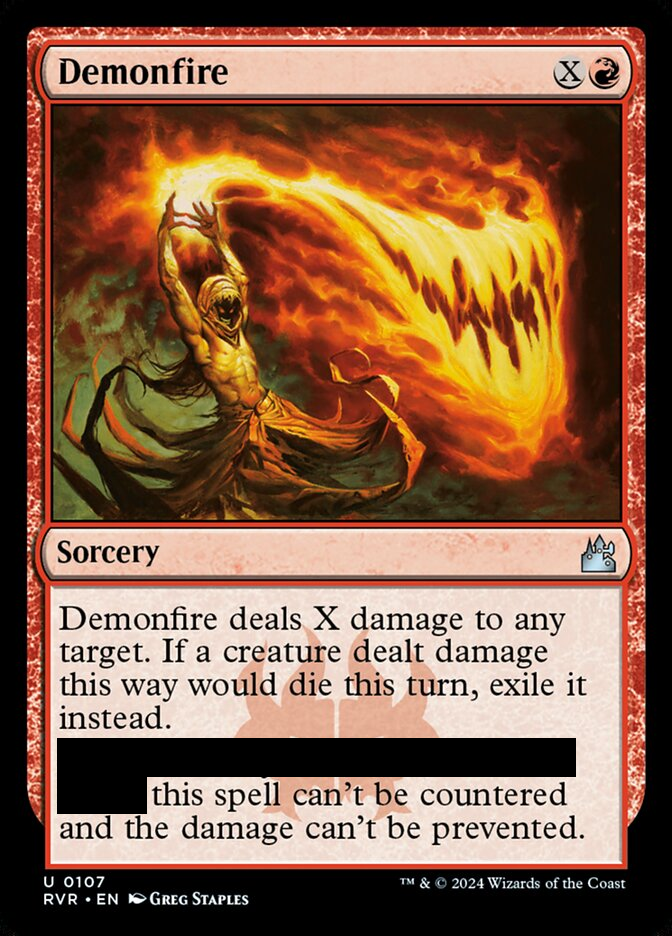 Demonfire X
Sorcery
Demonfire deals X damage to any
target. If a creature dealt damage
this way would die this turn, exile it
instead.
this spell can't be countered
and the damage can't be prevented.
U 0107
RVR • EN Greg Staples
™ & © 2024 Wizards of the Coast